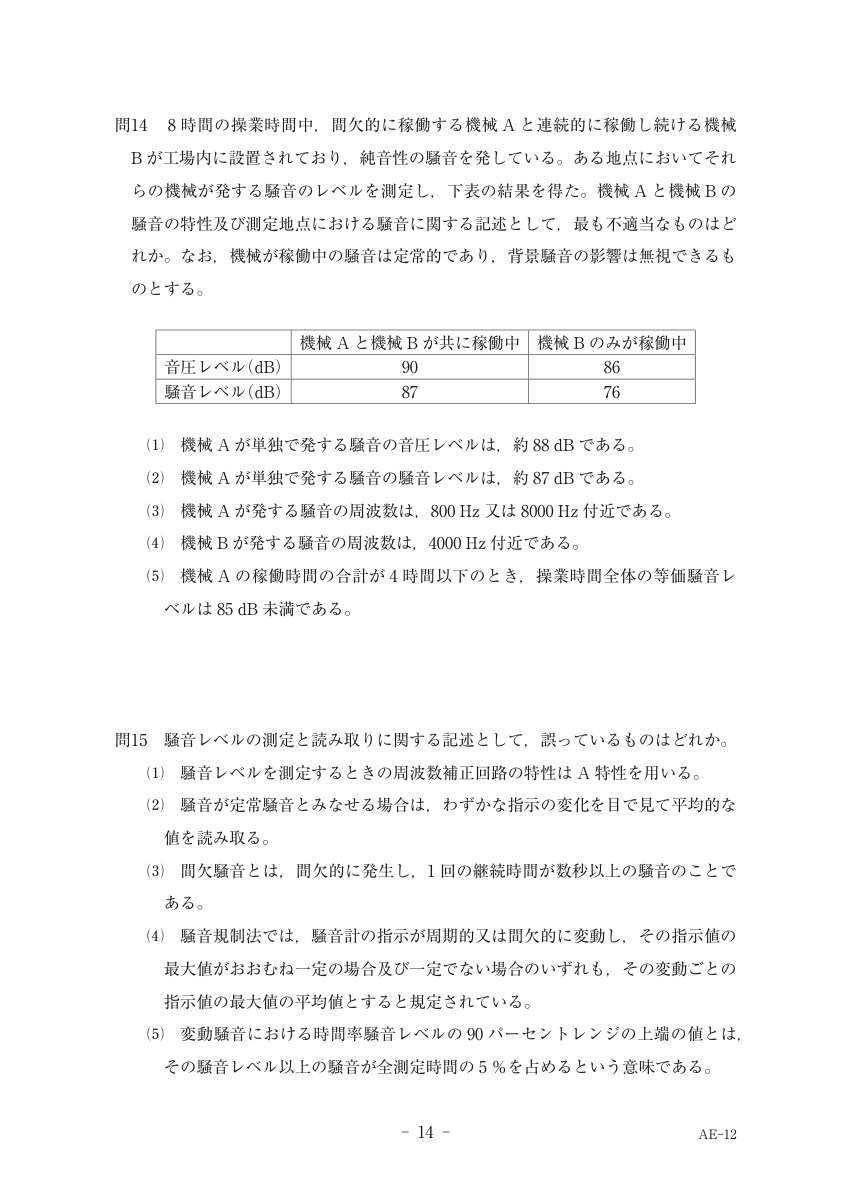 問14　8時間の操業時間中，間欠的に稼働する機械Aと連続的に稼働し続ける機械
Bが工場内に設置されており，純音性の騒音を発している。ある地点においてそれ
らの機械が発する騒音のレベルを測定し，下表の結果を得た。機械Aと機械Bの
騒音の特性及び測定地点における騒音に関する記述として，最も不適当なものはど
れか。なお，機械が稼働中の騒音は定常的であり，背景騒音の影響は無視できるも
のとする。
機械Aと機械Bが共に稼働中　機械Bのみが稼働中
音圧レベル(dB)　90　86
騒音レベル(dB)　87　76
(1)　機械Aが単独で発する騒音の音圧レベルは，約88 dBである。
(2)　機械Aが単独で発する騒音の騒音レベルは，約87 dBである。
(3)　機械Aが発する騒音の周波数は，800 Hz又は8000 Hz付近である。
(4)　機械Bが発する騒音の周波数は，4000 Hz付近である。
(5)　機械Aの稼働時間の合計が4時間以下のとき，操業時間全体の等価騒音レ
ベルは85 dB未満である。
問15　騒音レベルの測定と読み取りに関する記述として，誤っているものはどれか。
(1)　騒音レベルを測定するときの周波数補正回路の特性はA特性を用いる。
(2)　騒音が定常騒音とみなせる場合は，わずかな指示の変化を目で見て平均的な
値を読み取る。
(3)　間欠騒音とは，間欠的に発生し，1回の継続時間が数秒以上の騒音のことで
ある。
(4)　騒音規制法では，騒音計の指示が周期的又は間欠的に変動し，その指示値の
最大値がおおむね一定の場合及び一定でない場合のいずれも，その変動ごとの
指示値の最大値の平均値とすると規定されている。
(5)　変動騒音における時間率騒音レベルの90パーセントレンジの上端の値とは，
その騒音レベル以上の騒音が全測定時間の5％を占めるという意味である。
− 14 −
AE−12